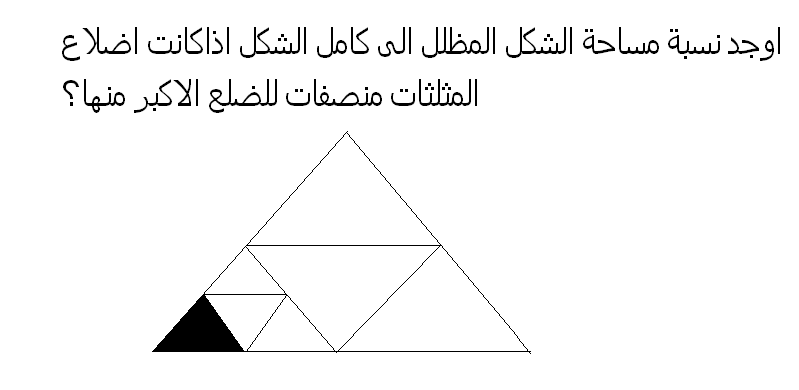 اوجد نسبة مساحة الشكل المظلل الى كامل الشكل اذاكانت اضلاع
المثلثات منصفات للضلع الاكبر منها؟